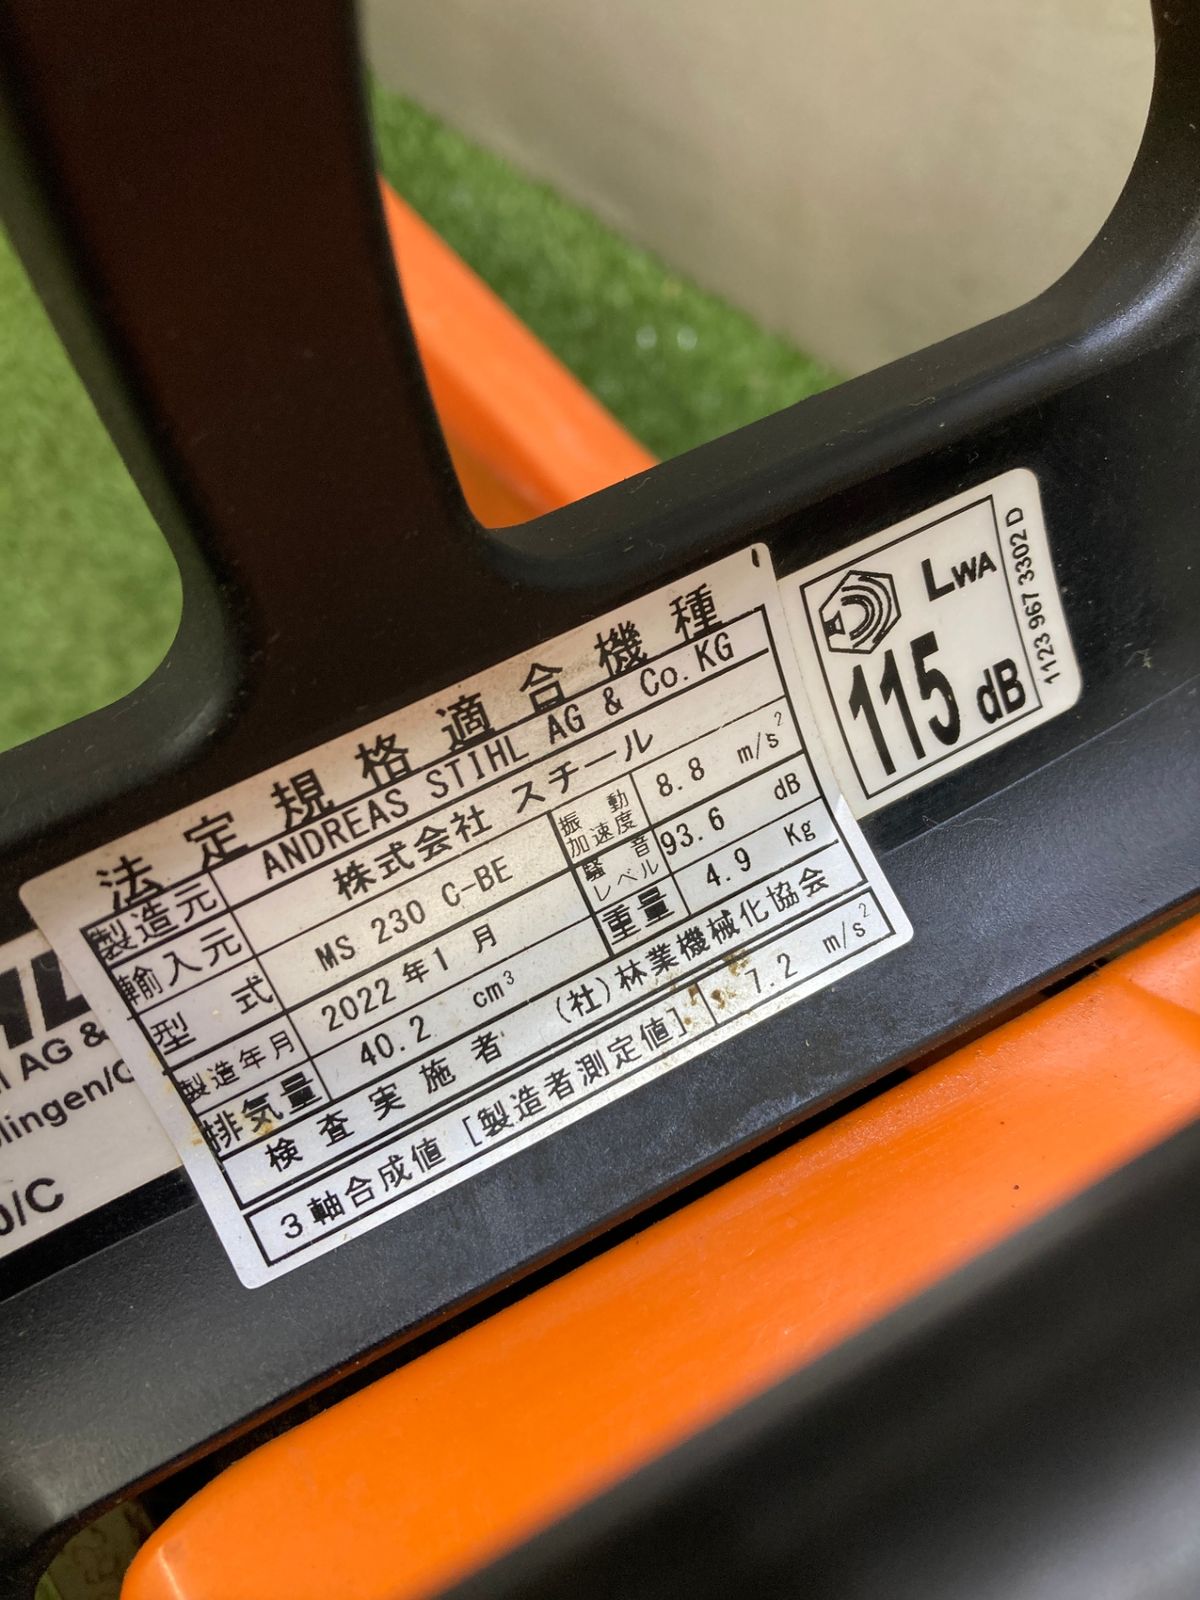 法定規格適合機種
製造元 ANDREAS STIHL AG & Co. KG
輸入元 株式会社 スチール
型式 MS 230 C-BE 振動加速度 8.8 m/s²
製造年月 2022年1月 騒音レベル 93.6 dB
排気量 40.2 cm³ 重量 4.9 Kg
検査実施者 (社)林業機械化協会
3軸合成値 [製造者測定値] 7.2 m/s²
LWA
115 dB
1123 967 3302 D
AG &
lingen/
0/C